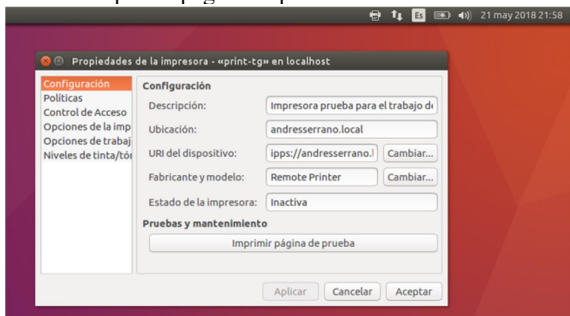 Es 21 may 2018 21:58
Propiedades de la impresora - «print-tg» en localhost
Configuración
Políticas
Control de Acceso
Opciones de la imp
Opciones de trabaj
Niveles de tinta/tón
Configuración
Descripción: Impresora prueba para el trabajo de
Ubicación: andresserrano.local
URI del dispositivo: ipps://andresserrano.l Cambiar...
Fabricante y modelo: Remote Printer Cambiar...
Estado de la impresora: Inactiva
Pruebas y mantenimiento
Imprimir página de prueba
Aplicar Cancelar Aceptar